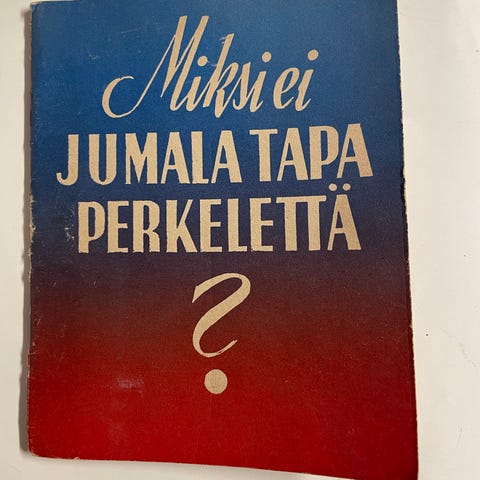 Miksi ei
JUMALA TAPA
PERKELETTÄ
?